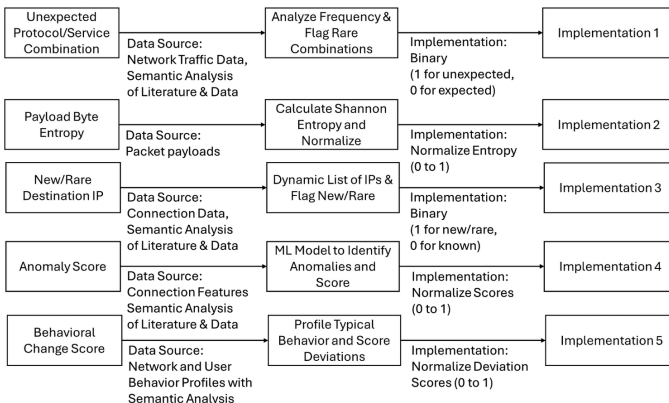 Unexpected
Protocol/Service
Combination
Data Source:
Network Traffic Data,
Semantic Analysis
of Literature & Data
Analyze Frequency &
Flag Rare
Combinations
Implementation:
Binary
(1 for unexpected,
0 for expected)
Implementation 1
Payload Byte
Entropy
Data Source:
Packet payloads
Calculate Shannon
Entropy and
Normalize
Implementation:
Normalize Entropy
(0 to 1)
Implementation 2
New/Rare
Destination IP
Data Source:
Connection Data,
Semantic Analysis
of Literature & Data
Dynamic List of IPs &
Flag New/Rare
Implementation:
Binary
(1 for new/rare,
0 for known)
Implementation 3
Anomaly Score
Data Source:
Connection Features
Semantic Analysis
of Literature & Data
ML Model to Identify
Anomalies and
Score
Implementation:
Normalize Scores
(0 to 1)
Implementation 4
Behavioral
Change Score
Data Source:
Network and User
Behavior Profiles with
Semantic Analysis
Profile Typical
Behavior and Score
Deviations
Implementation:
Normalize Deviation
Scores (0 to 1)
Implementation 5